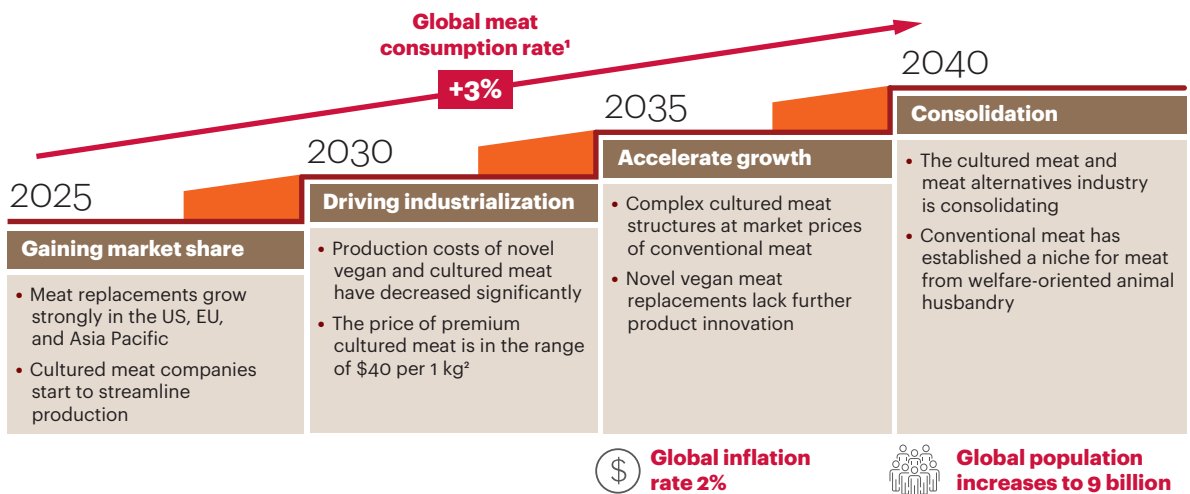 Global meat
consumption rate¹
+3%
2025
Gaining market share
• Meat replacements grow
strongly in the US, EU,
and Asia Pacific
• Cultured meat companies
start to streamline
production
2030
Driving industrialization
• Production costs of novel
vegan and cultured meat
have decreased significantly
• The price of premium
cultured meat is in the range
of $40 per 1 kg²
2035
Accelerate growth
• Complex cultured meat
structures at market prices
of conventional meat
• Novel vegan meat
replacements lack further
product innovation
2040
Consolidation
• The cultured meat and
meat alternatives industry
is consolidating
• Conventional meat has
established a niche for meat
from welfare-oriented animal
husbandry
$
Global inflation
rate 2%
Global population
increases to 9 billion